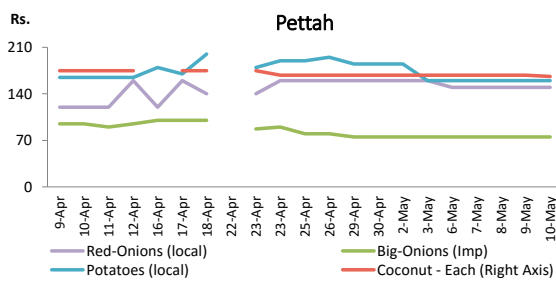 Rs.
Pettah
210
140
70
0
9-Apr
10-Apr
11-Apr
12-Apr
16-Apr
17-Apr
18-Apr
22-Apr
23-Apr
23-Apr
25-Apr
26-Apr
29-Apr
30-Apr
2-May
3-May
6-May
7-May
8-May
9-May
10-May
Red-Onions (local)
Big-Onions (Imp)
Potatoes (local)
Coconut - Each (Right Axis)